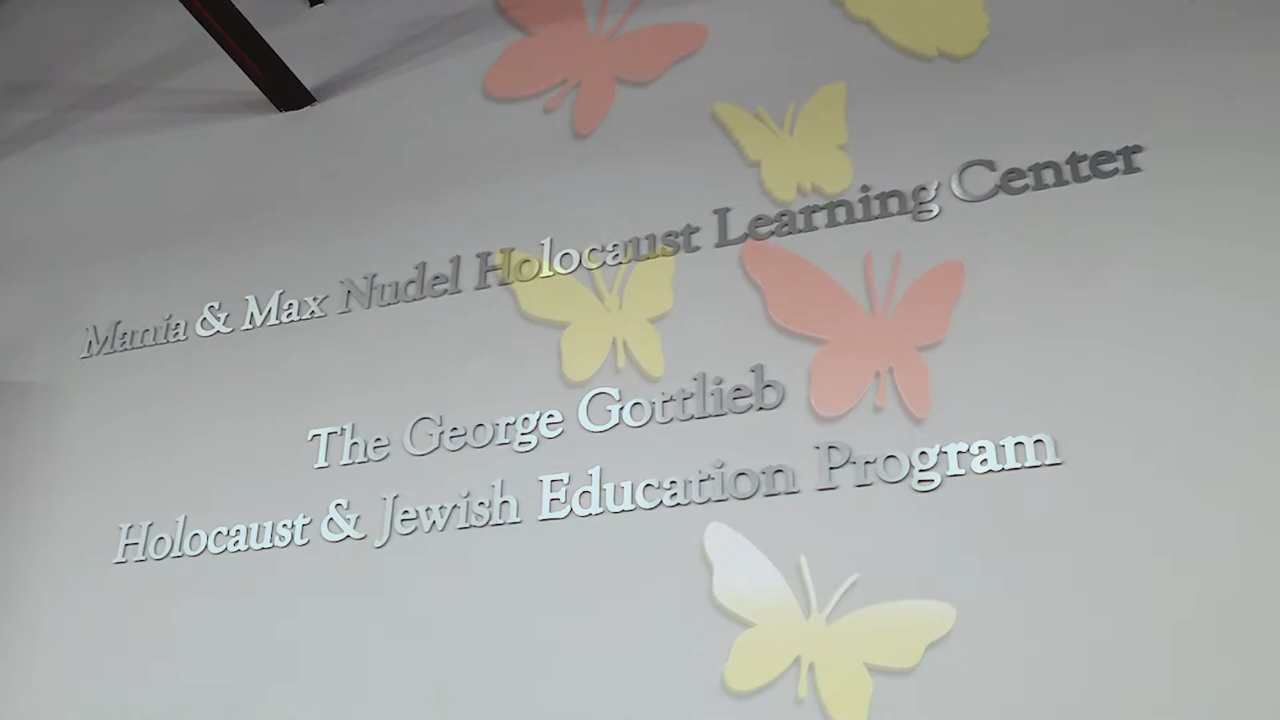 Mania & Max Nudel Holocaust Learning Center
The George Gottlieb
Holocaust & Jewish Education Program